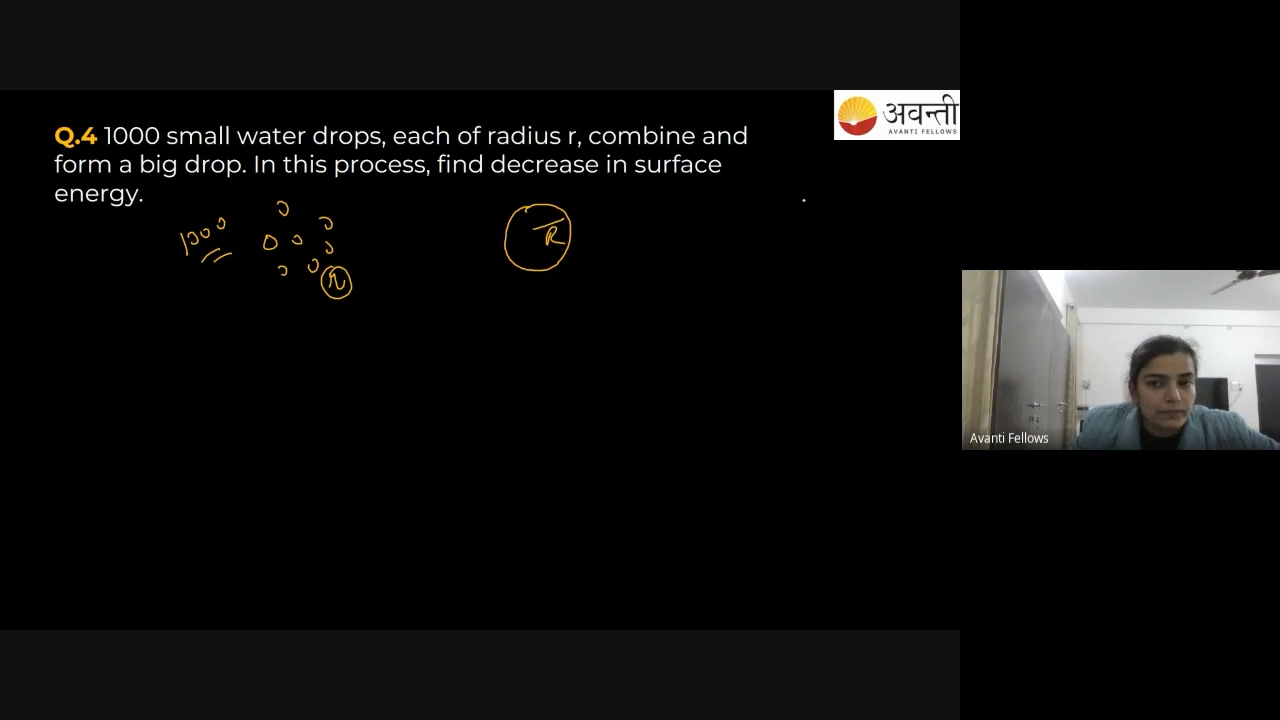 Q.4 1000 small water drops, each of radius r, combine and
form a big drop. In this process, find decrease in surface
energy.
अवन्ती
AVANTI FELLOWS
1000
r
R
Avanti Fellows